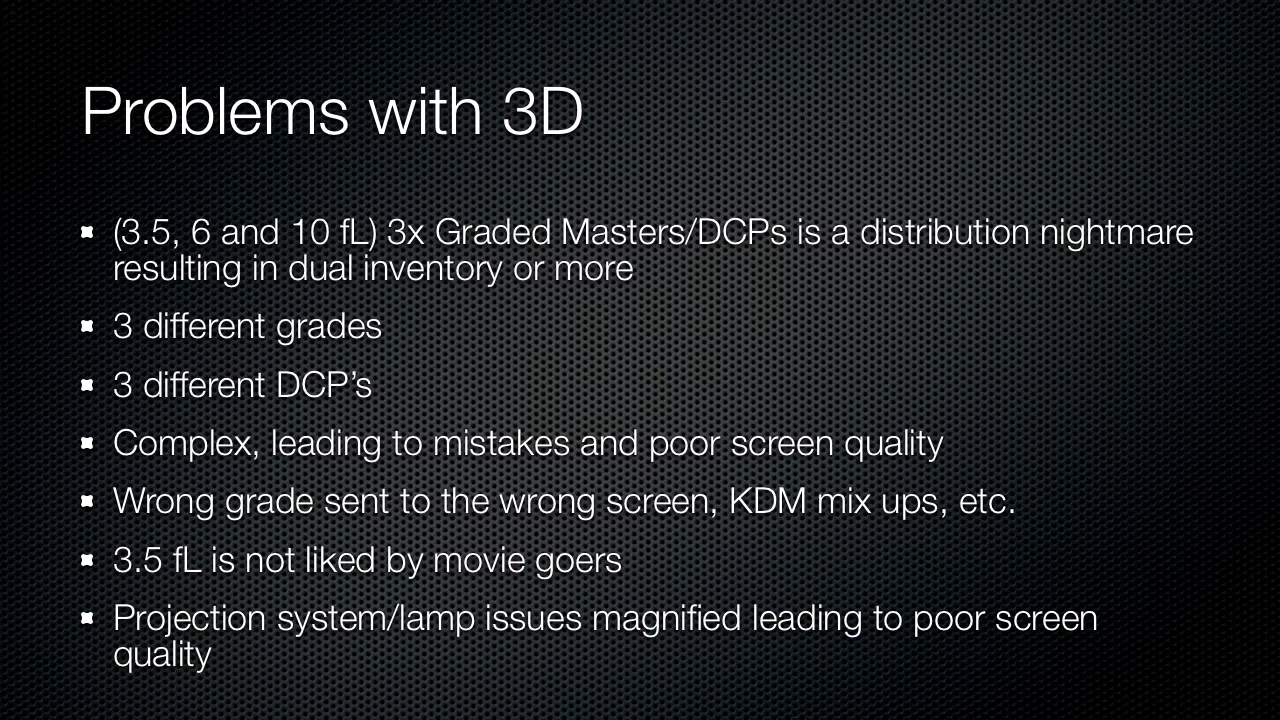 Problems with 3D
(3.5, 6 and 10 fL) 3x Graded Masters/DCPs is a distribution nightmare
resulting in dual inventory or more
3 different grades
3 different DCP’s
Complex, leading to mistakes and poor screen quality
Wrong grade sent to the wrong screen, KDM mix ups, etc.
3.5 fL is not liked by movie goers
Projection system/lamp issues magnified leading to poor screen
quality